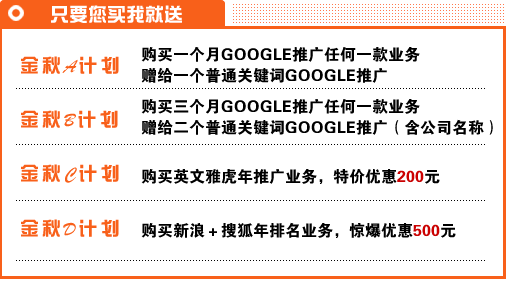 只要您买我就送
金秋A计划
购买一个月GOOGLE推广任何一款业务
赠给一个普通关键词GOOGLE推广
金秋B计划
购买三个月GOOGLE推广任何一款业务
赠给二个普通关键词GOOGLE推广（含公司名称）
金秋C计划
购买英文雅虎年推广业务，特价优惠200元
金秋D计划
购买新浪＋搜狐年排名业务，惊爆优惠500元